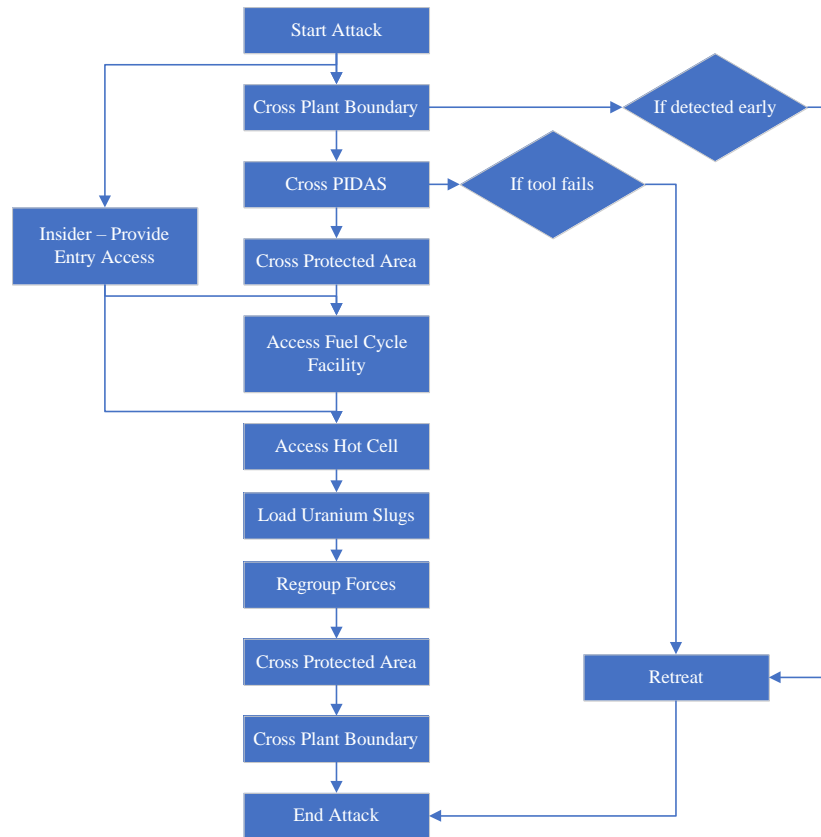 Start Attack
Cross Plant Boundary
If detected early
Cross PIDAS
If tool fails
Insider – Provide
Entry Access
Cross Protected Area
Access Fuel Cycle
Facility
Access Hot Cell
Load Uranium Slugs
Regroup Forces
Cross Protected Area
Retreat
Cross Plant Boundary
End Attack